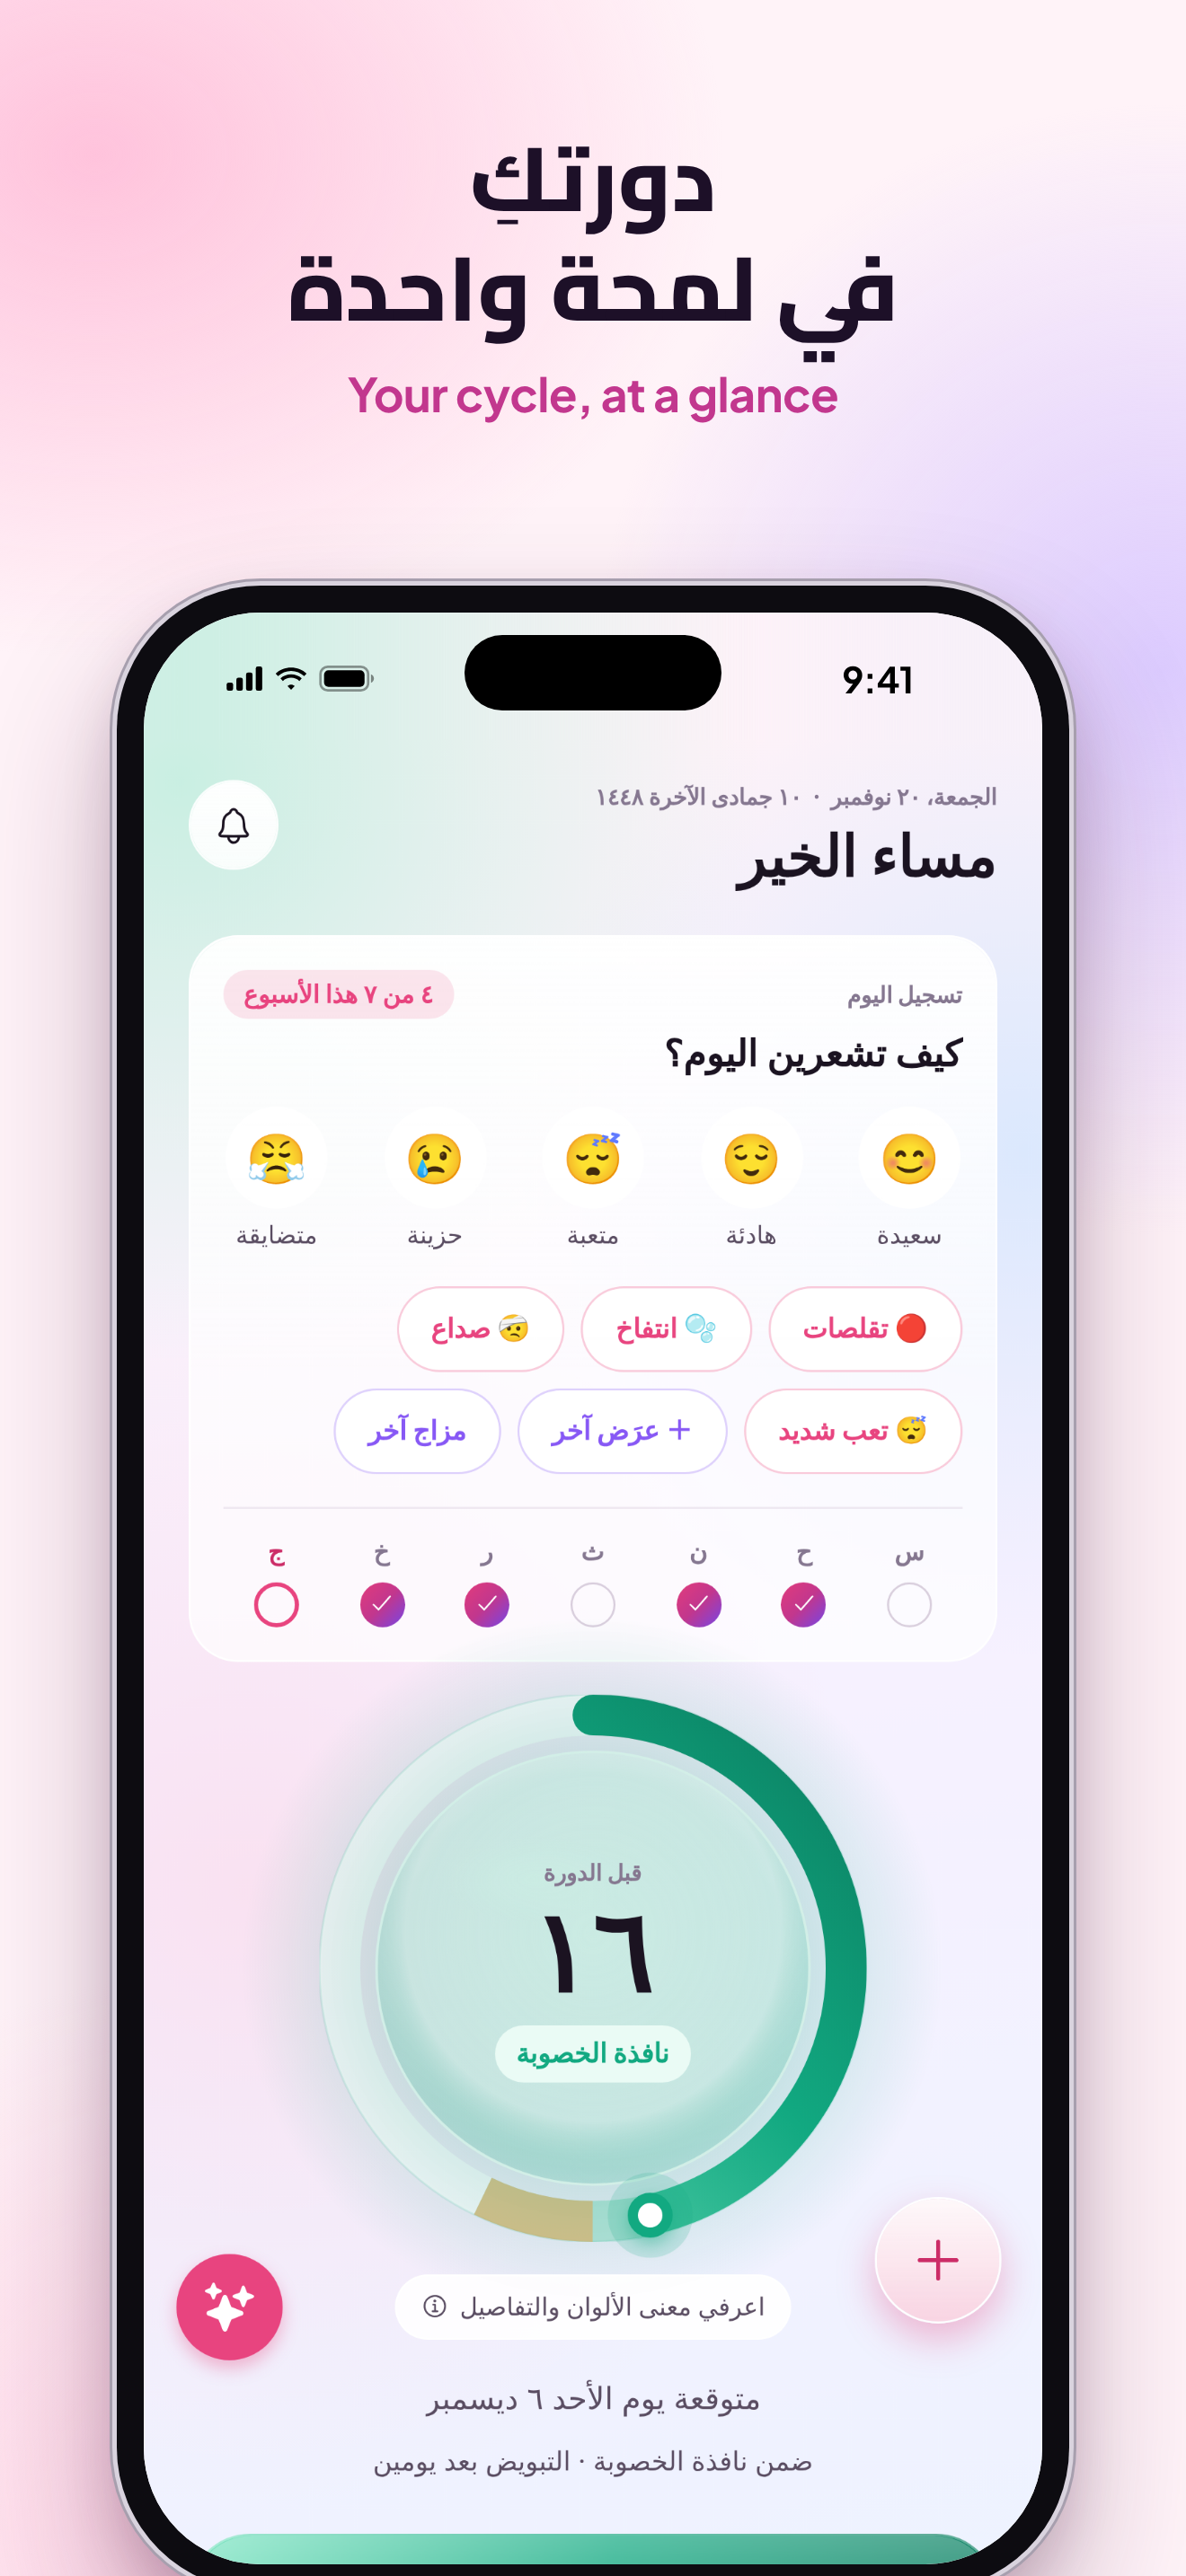 دورتكِ
في لمحة واحدة
Your cycle, at a glance
9:41
الجمعة، ٢٠ نوفمبر · ١٠ جمادى الآخرة ١٤٤٨
مساء الخير
تسجيل اليوم
٤ من ٧ هذا الأسبوع
كيف تشعرين اليوم؟
سعيدة هادئة متعبة حزينة متضايقة
تقلصات انتفاخ صداع
تعب شديد + عرَض آخر مزاج آخر
س ح ن ث ر خ ج
قبل الدورة
١٦
نافذة الخصوبة
اعرفي معنى الألوان والتفاصيل
متوقعة يوم الأحد ٦ ديسمبر
ضمن نافذة الخصوبة · التبويض بعد يومين